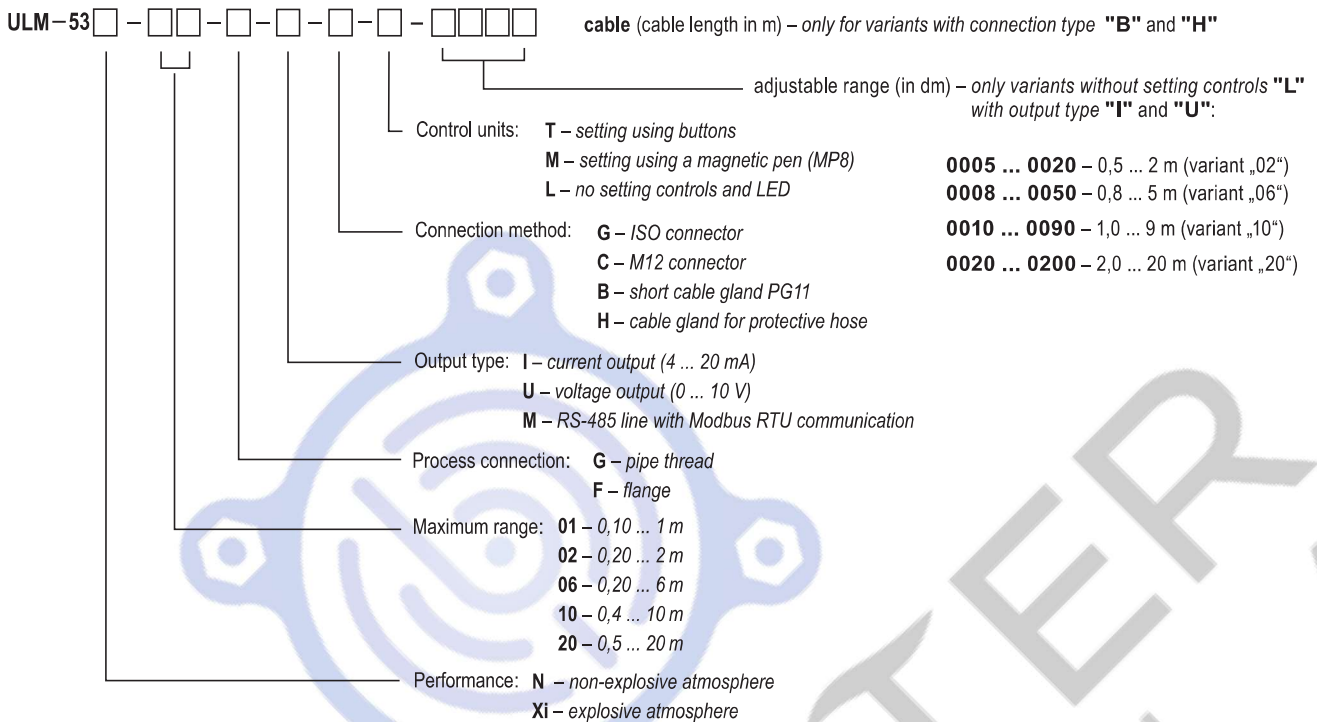 ULM – 53 – – – – – – cable (cable length in m) – only for variants with connection type "B" and "H"
adjustable range (in dm) – only variants without setting controls "L"
with output type "I" and "U":
Control units: T – setting using buttons
M – setting using a magnetic pen (MP8)
L – no setting controls and LED
0005 ... 0020 – 0,5 ... 2 m (variant „02“)
0008 ... 0050 – 0,8 ... 5 m (variant „06“)
0010 ... 0090 – 1,0 ... 9 m (variant „10“)
0020 ... 0200 – 2,0 ... 20 m (variant „20“)
Connection method: G – ISO connector
C – M12 connector
B – short cable gland PG11
H – cable gland for protective hose
Output type: I – current output (4 ... 20 mA)
U – voltage output (0 ... 10 V)
M – RS-485 line with Modbus RTU communication
Process connection: G – pipe thread
F – flange
Maximum range: 01 – 0,10 ... 1 m
02 – 0,20 ... 2 m
06 – 0,20 ... 6 m
10 – 0,4 ... 10 m
20 – 0,5 ... 20 m
Performance: N – non-explosive atmosphere
Xi – explosive atmosphere
TER